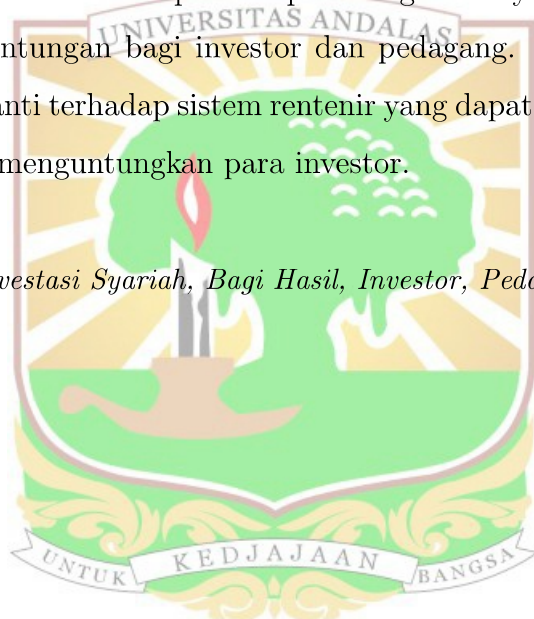 UNIVERSITAS ANDALAS
ntungan bagi investor dan pedagang.
anti terhadap sistem rentenir yang dapat
menguntungkan para investor.
vestasi Syariah, Bagi Hasil, Investor, Peda
UNTUK KEDJAJAAN BANGSA